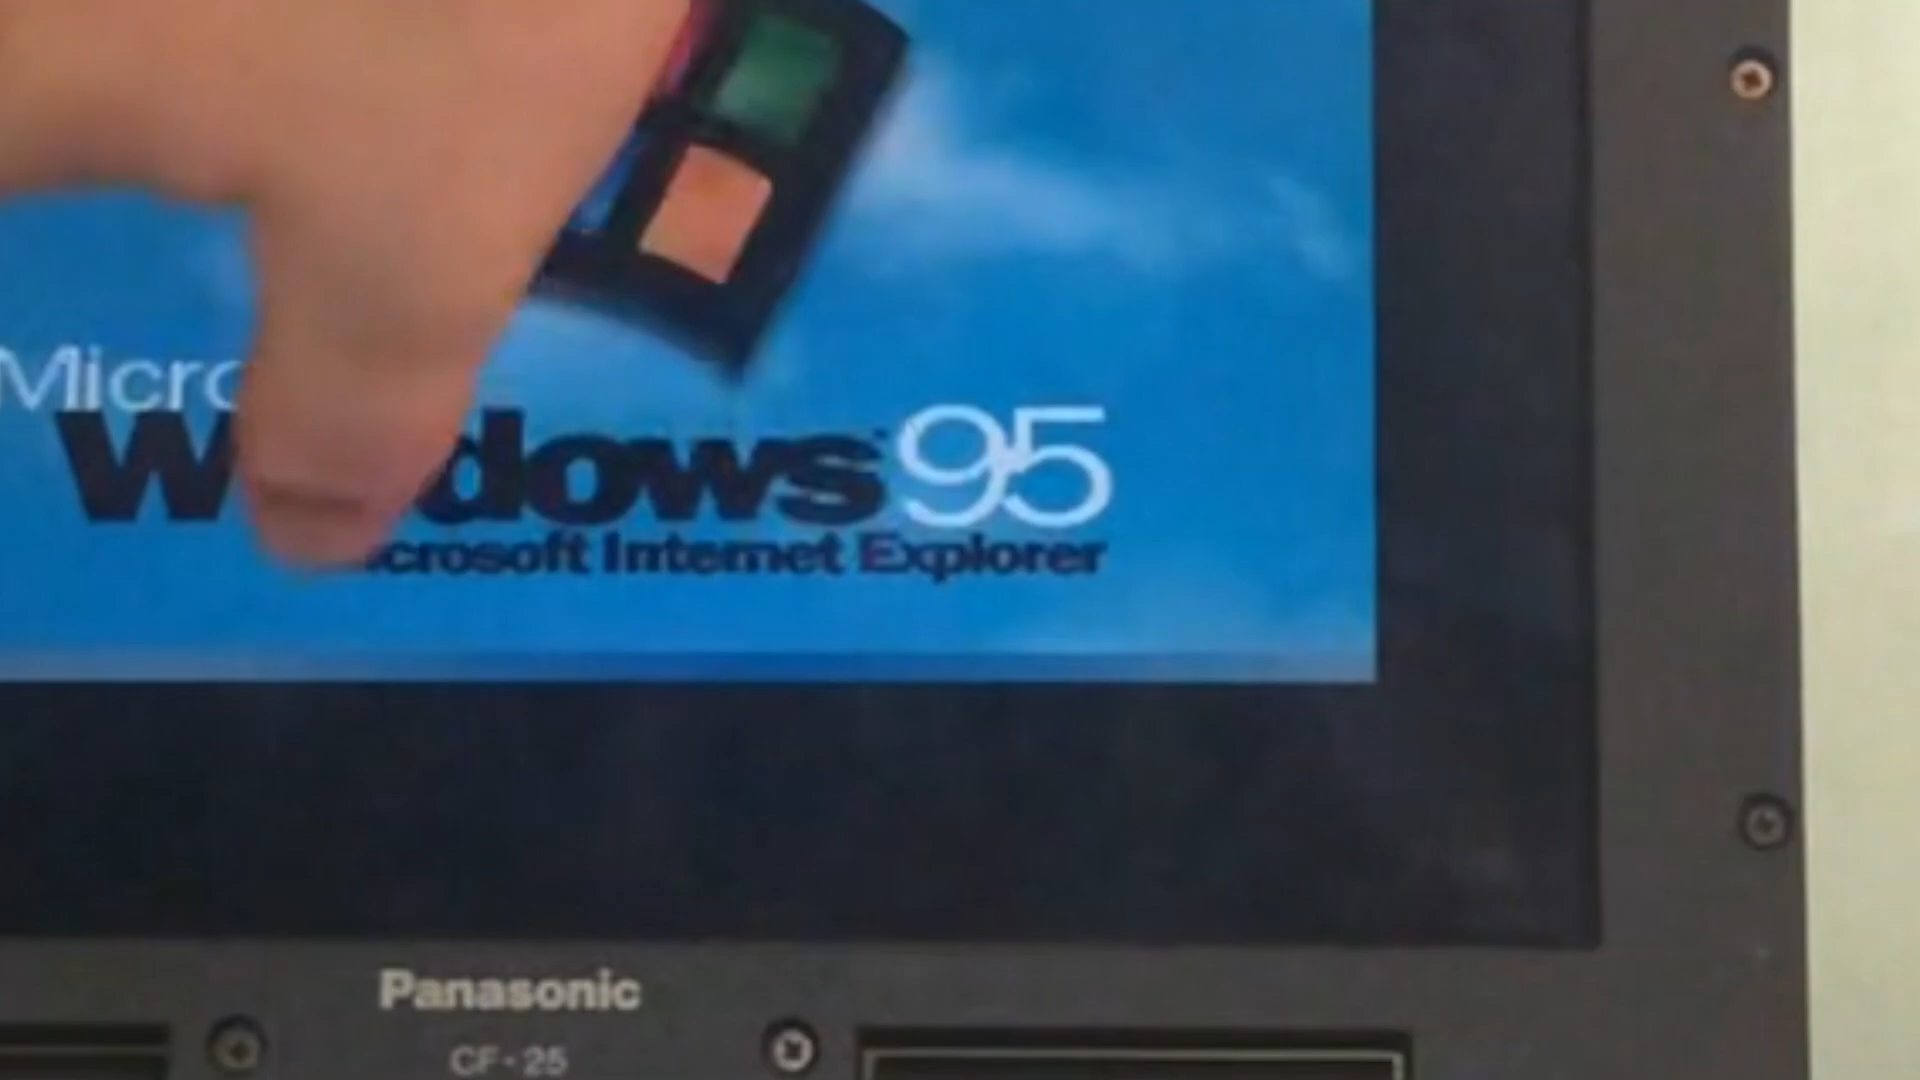 Micro
W dows 95
crosoft Internet Explorer
Panasonic
CF-25